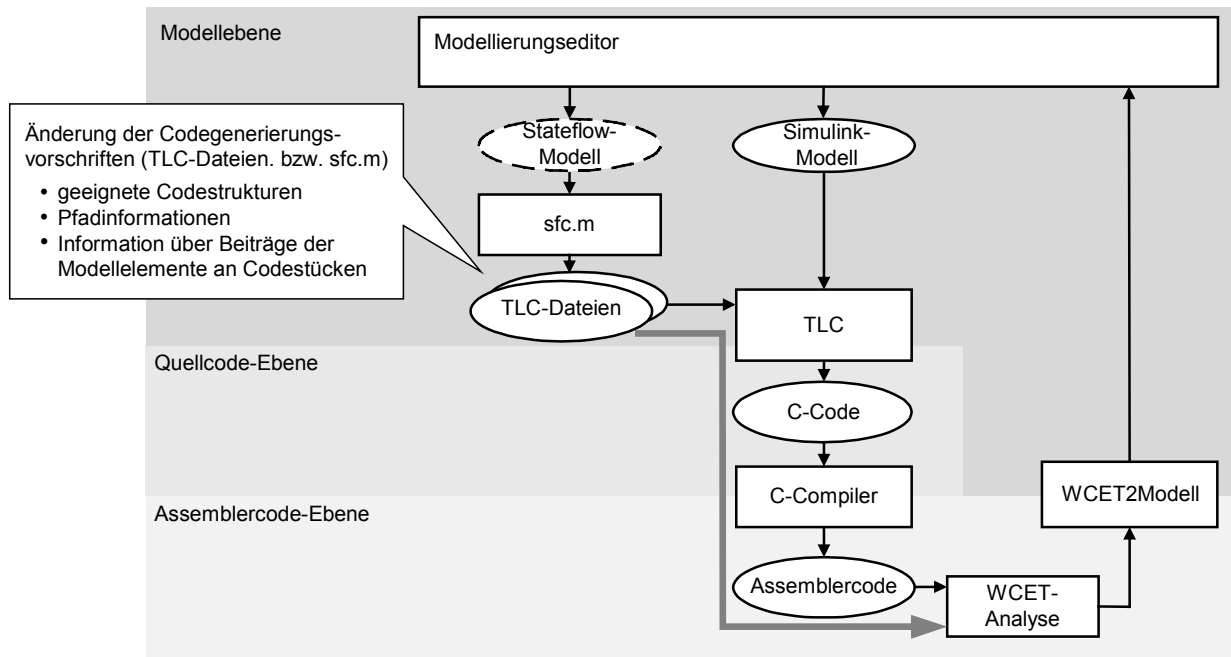 Modellebene
Modellierungseditor
Änderung der Codegenerierungs-
vorschriften (TLC-Dateien. bzw. sfc.m)
• geeignete Codestrukturen
• Pfadinformationen
• Information über Beiträge der
Modellelemente an Codestücken
Stateflow-
Modell
Simulink-
Modell
sfc.m
TLC-Dateien
TLC
Quellcode-Ebene
C-Code
C-Compiler
WCET2Modell
Assemblercode-Ebene
Assemblercode
WCET-
Analyse